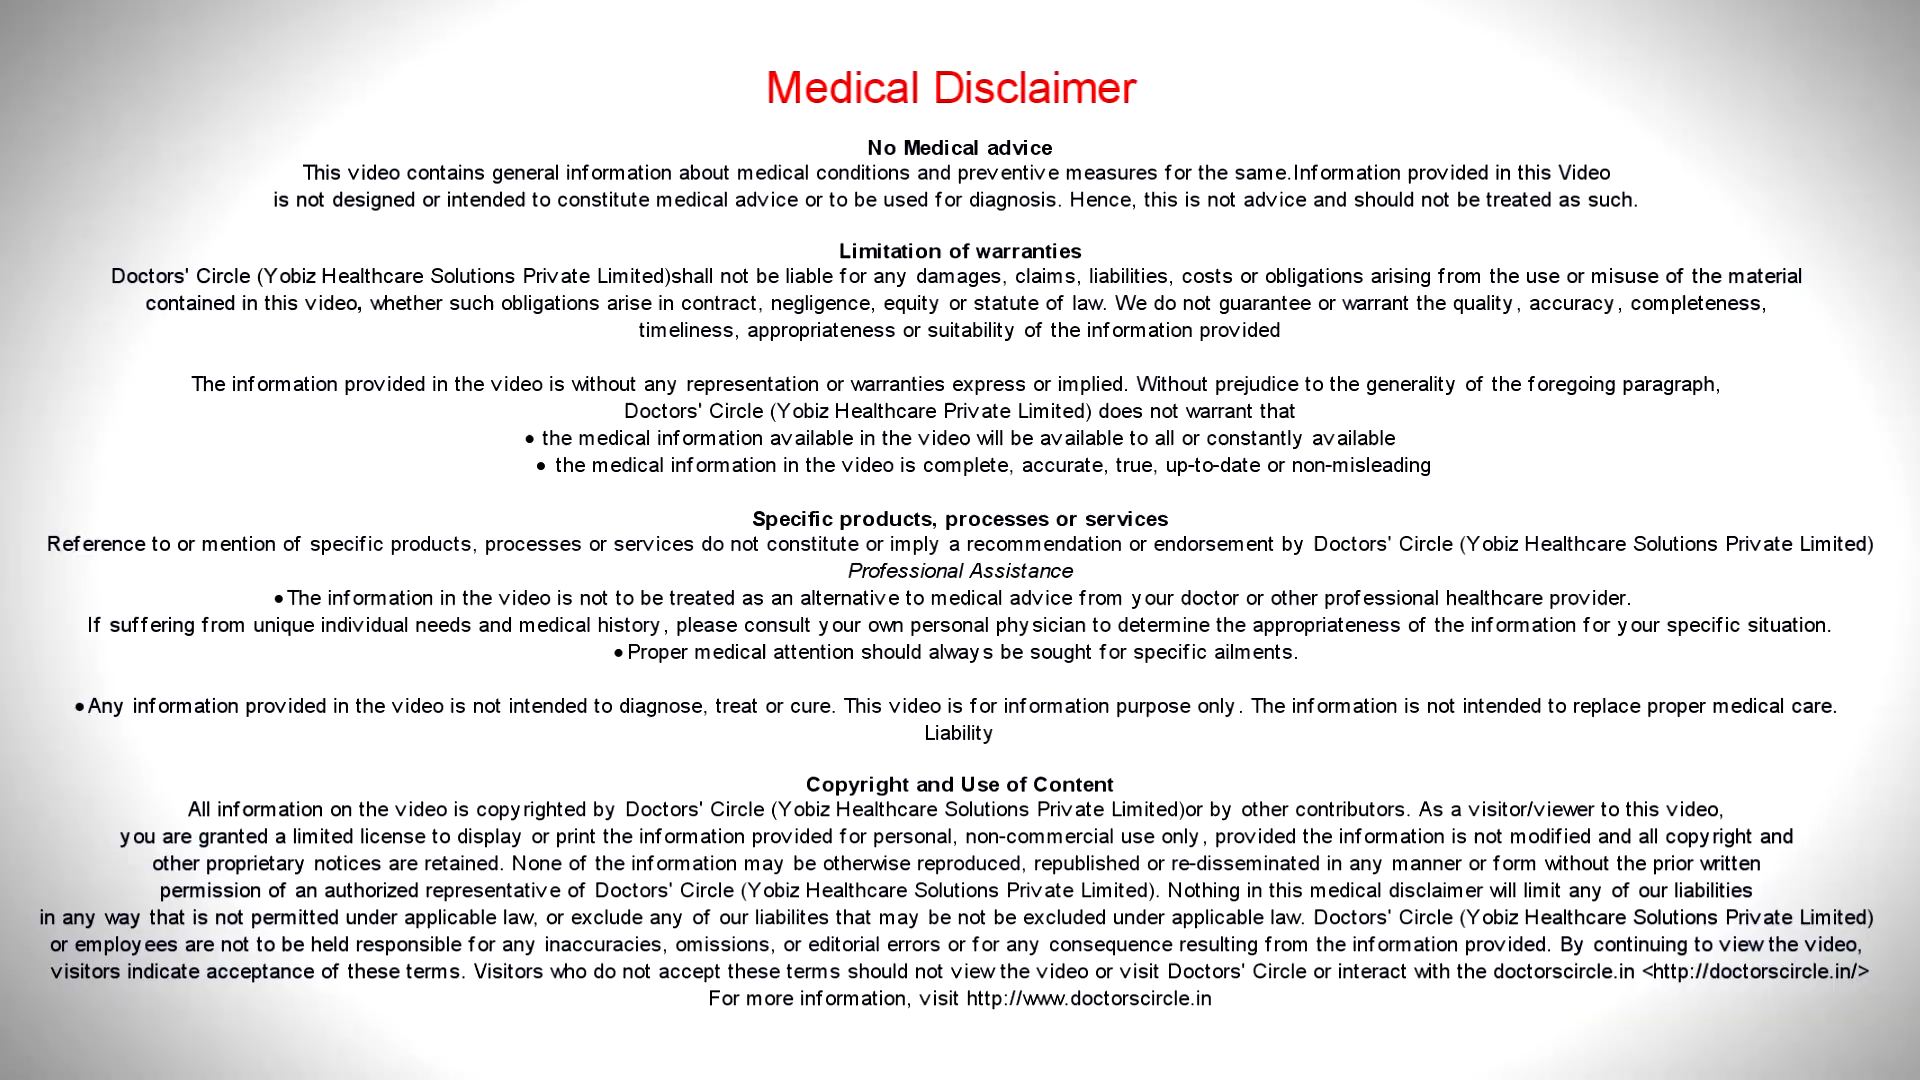 Medical Disclaimer
No Medical advice
This video contains general information about medical conditions and preventive measures for the same.Information provided in this Video
is not designed or intended to constitute medical advice or to be used for diagnosis. Hence, this is not advice and should not be treated as such.
Limitation of warranties
Doctors' Circle (Yobiz Healthcare Solutions Private Limited)shall not be liable for any damages, claims, liabilities, costs or obligations arising from the use or misuse of the material
contained in this video, whether such obligations arise in contract, negligence, equity or statute of law. We do not guarantee or warrant the quality, accuracy, completeness,
timeliness, appropriateness or suitability of the information provided
The information provided in the video is without any representation or warranties express or implied. Without prejudice to the generality of the foregoing paragraph,
Doctors' Circle (Yobiz Healthcare Private Limited) does not warrant that
• the medical information available in the video will be available to all or constantly available
• the medical information in the video is complete, accurate, true, up-to-date or non-misleading
Specific products, processes or services
Reference to or mention of specific products, processes or services do not constitute or imply a recommendation or endorsement by Doctors' Circle (Yobiz Healthcare Solutions Private Limited)
Professional Assistance
•The information in the video is not to be treated as an alternative to medical advice from your doctor or other professional healthcare provider.
If suffering from unique individual needs and medical history, please consult your own personal physician to determine the appropriateness of the information for your specific situation.
•Proper medical attention should always be sought for specific ailments.
•Any information provided in the video is not intended to diagnose, treat or cure. This video is for information purpose only. The information is not intended to replace proper medical care.
Liability
Copyright and Use of Content
All information on the video is copyrighted by Doctors' Circle (Yobiz Healthcare Solutions Private Limited)or by other contributors. As a visitor/viewer to this video,
you are granted a limited license to display or print the information provided for personal, non-commercial use only, provided the information is not modified and all copyright and
other proprietary notices are retained. None of the information may be otherwise reproduced, republished or re-disseminated in any manner or form without the prior written
permission of an authorized representative of Doctors' Circle (Yobiz Healthcare Solutions Private Limited). Nothing in this medical disclaimer will limit any of our liabilities
in any way that is not permitted under applicable law, or exclude any of our liabilites that may be not be excluded under applicable law. Doctors' Circle (Yobiz Healthcare Solutions Private Limited)
or employees are not to be held responsible for any inaccuracies, omissions, or editorial errors or for any consequence resulting from the information provided. By continuing to view the video,
visitors indicate acceptance of these terms. Visitors who do not accept these terms should not view the video or visit Doctors' Circle or interact with the doctorscircle.in <http://doctorscircle.in/>
For more information, visit http://www.doctorscircle.in